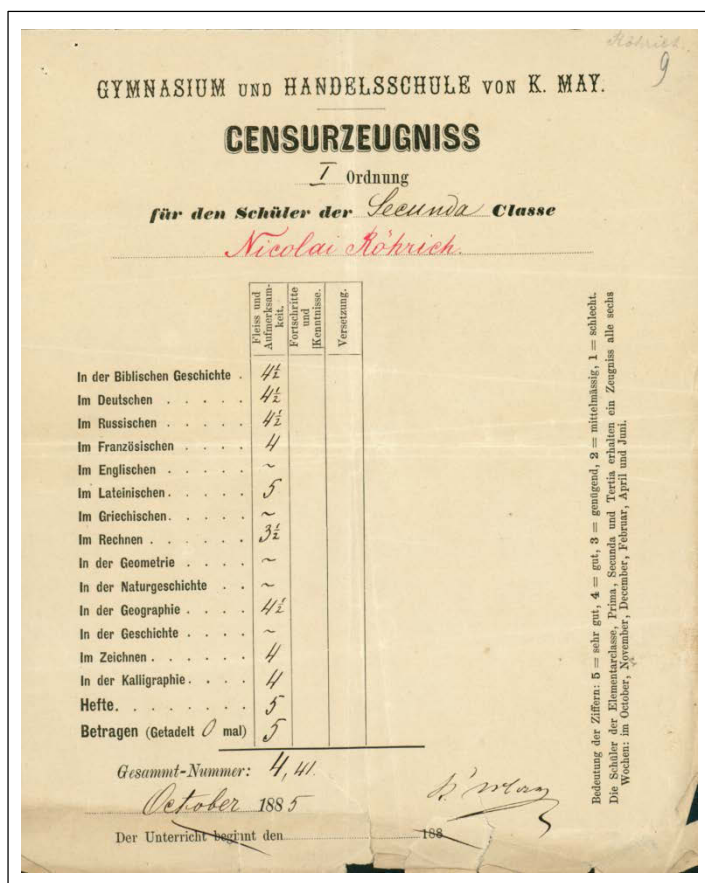 Röhrich.
9
GYMNASIUM UND HANDELSSCHULE VON K. MAY.
CENSURZEUGNISS
I Ordnung
für den Schüler der Secunda Classe
Nicolai Röhrich.
Fleiss und Aufmerksam-keit.
Fortschritte und Kenntnisse.
Versetzung.
In der Biblischen Geschichte . 4½
Im Deutschen . . . . . 4½
Im Russischen . . . . . 4½
Im Französischen . . . . 4
Im Englischen . . . . . ~
Im Lateinischen . . . . . 5
Im Griechischen . . . . . ~
Im Rechnen . . . . . . 3½
In der Geometrie . . . . ~
In der Naturgeschichte . . ~
In der Geographie . . . . 4½
In der Geschichte . . . . ~
Im Zeichnen . . . . . . 4
In der Kalligraphie . . . . 4
Hefte . . . . . . . . 5
Betragen (Getadelt 0 mal) 5
Gesammt-Nummer: 4,41.
October 1885
K May
Der Unterricht beginnt den 188
Bedeutung der Ziffern: 5 = sehr gut, 4 = gut, 3 = genügend, 2 = mittelmässig, 1 = schlecht.
Die Schüler der Elementarclasse, Prima, Secunda und Tertia erhalten ein Zeugniss alle sechs
Wochen: im October, November, December, Februar, April und Juni.